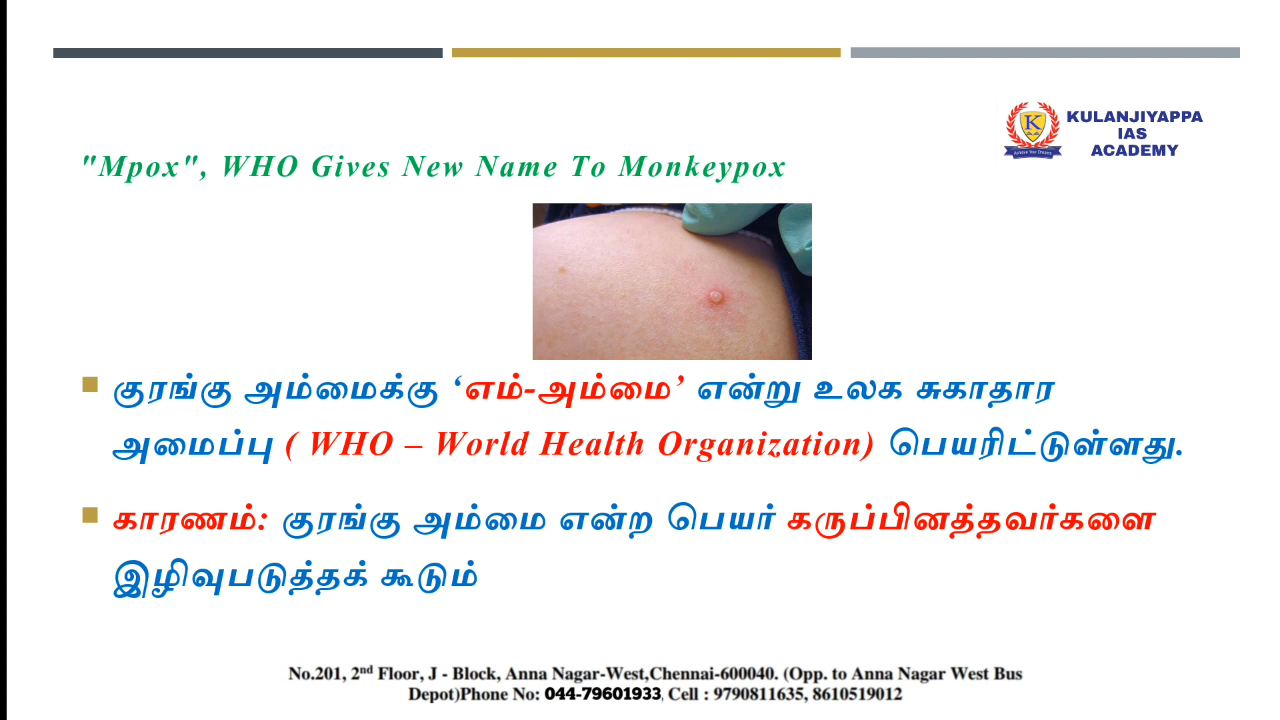 KULANJIYAPPA
IAS
ACADEMY
"Mpox", WHO Gives New Name To Monkeypox
குரங்கு அம்மைக்கு ‘எம்-அம்மை’ என்று உலக சுகாதார
அமைப்பு ( WHO – World Health Organization) பெயரிட்டுள்ளது.
காரணம்: குரங்கு அம்மை என்ற பெயர் கருப்பினத்தவர்களை
இழிவுபடுத்தக் கூடும்
No.201, 2nd Floor, J - Block, Anna Nagar-West,Chennai-600040. (Opp. to Anna Nagar West Bus
Depot)Phone No: 044-79601933, Cell : 9790811635, 8610519012